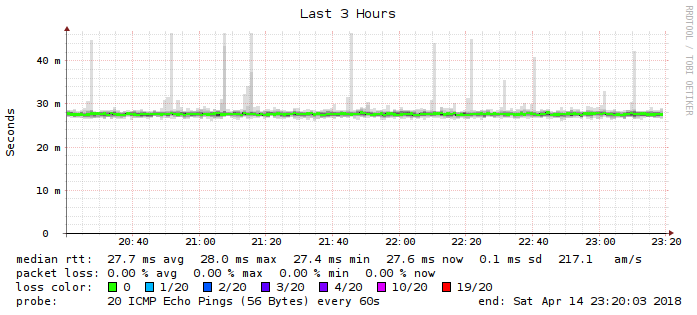 Last 3 Hours
RRDTOOL / TOBI OETIKER
Seconds
40 m
30 m
20 m
10 m
0
20:40 21:00 21:20 21:40 22:00 22:20 22:40 23:00 23:20
median rtt: 27.7 ms avg 28.0 ms max 27.4 ms min 27.6 ms now 0.1 ms sd 217.1 am/s
packet loss: 0.00 % avg 0.00 % max 0.00 % min 0.00 % now
loss color: 0 1/20 2/20 3/20 4/20 10/20 19/20
probe: 20 ICMP Echo Pings (56 Bytes) every 60s end: Sat Apr 14 23:20:03 2018